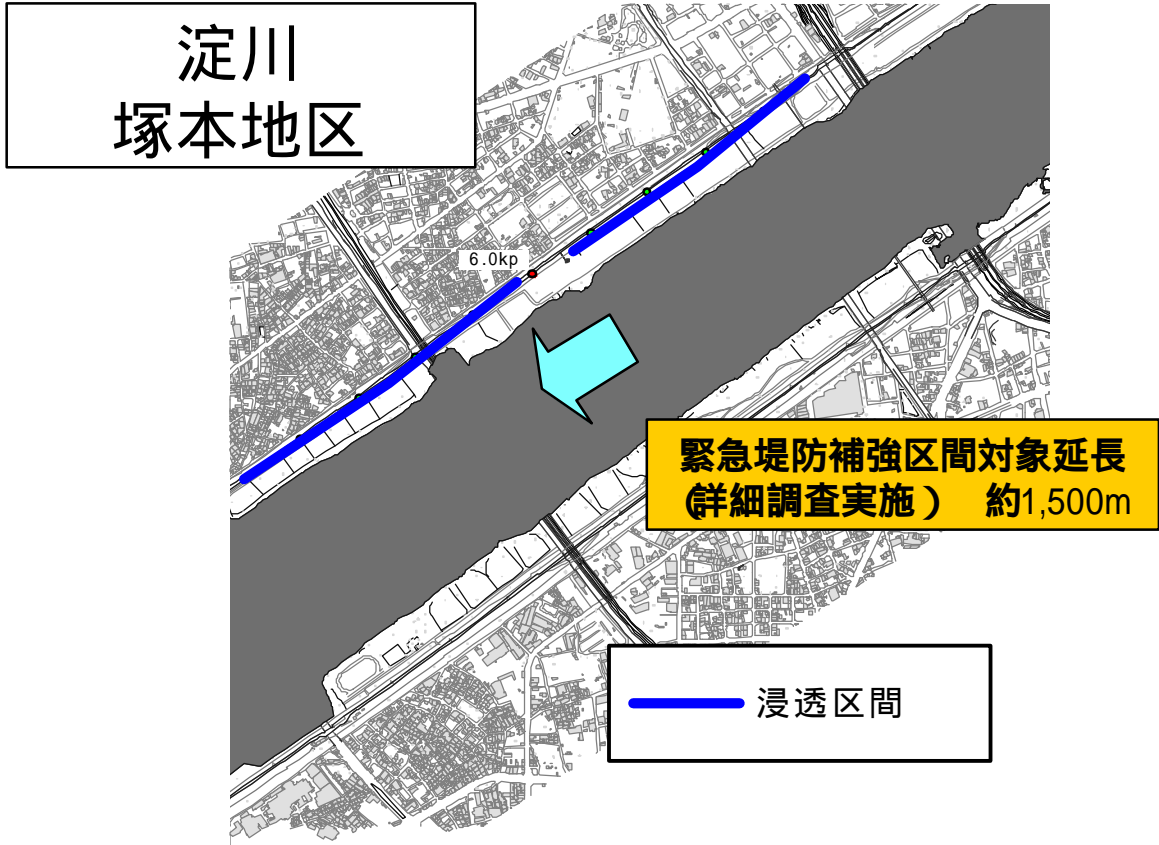 淀川
塚本地区
6.0kp
緊急堤防補強区間対象延長
(詳細調査実施) 約1,500m
浸透区間